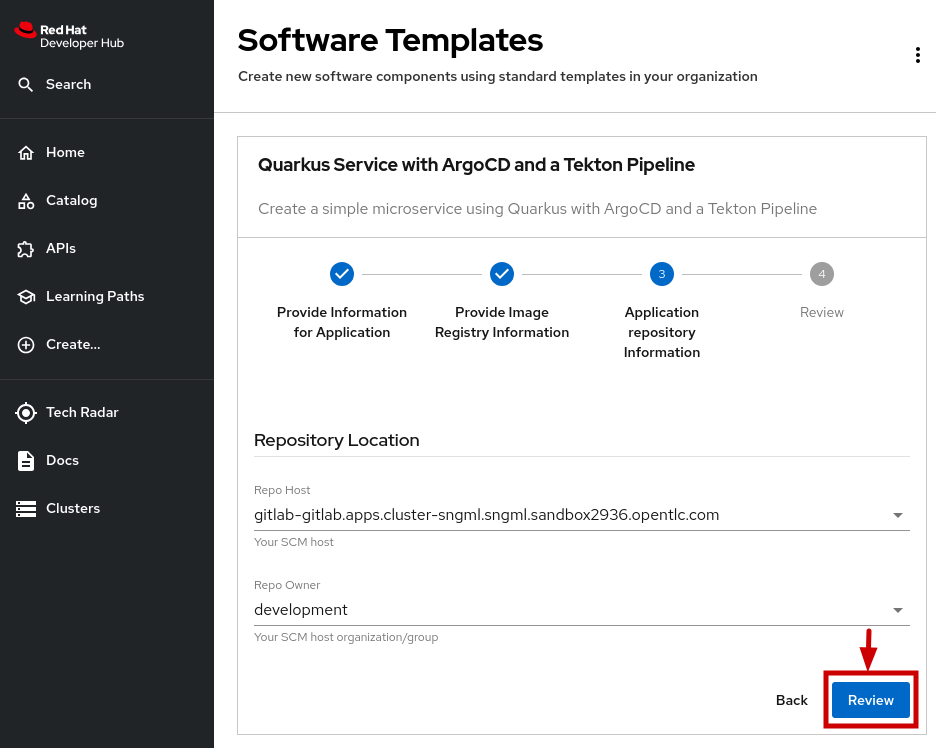 Red Hat
Developer Hub
Search
Home
Catalog
APIs
Learning Paths
Create...
Tech Radar
Docs
Clusters
Software Templates
Create new software components using standard templates in your organization
Quarkus Service with ArgoCD and a Tekton Pipeline
Create a simple microservice using Quarkus with ArgoCD and a Tekton Pipeline
Provide Information
for Application
Provide Image
Registry Information
3
Application
repository
Information
4
Review
Repository Location
Repo Host
gitlab-gitlab.apps.cluster-sngml.sngml.sandbox2936.opentlc.com
Your SCM host
Repo Owner
development
Your SCM host organization/group
Back
Review